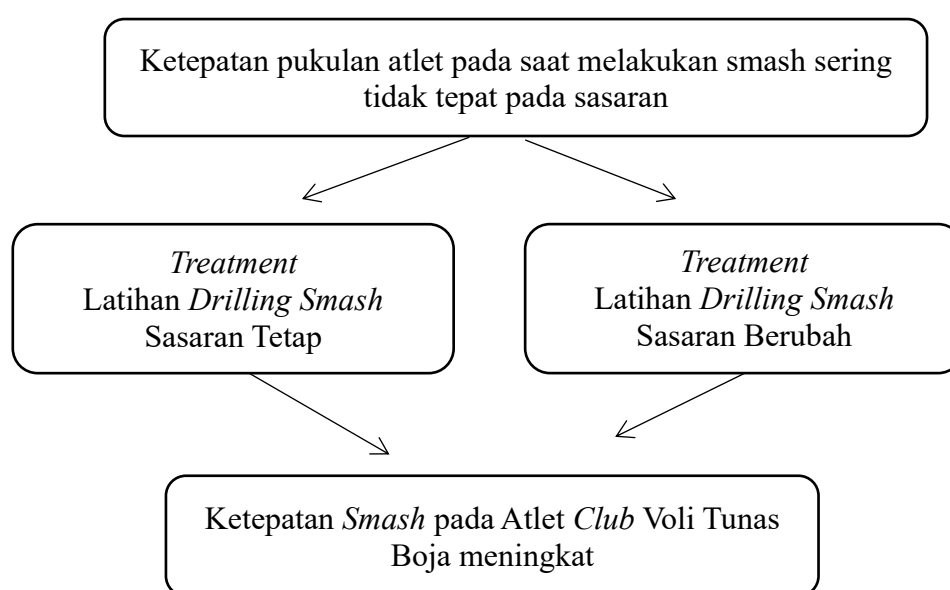 Ketepatan pukulan atlet pada saat melakukan smash sering
tidak tepat pada sasaran
Treatment
Latihan Drilling Smash
Sasaran Tetap
Treatment
Latihan Drilling Smash
Sasaran Berubah
Ketepatan Smash pada Atlet Club Voli Tunas
Boja meningkat